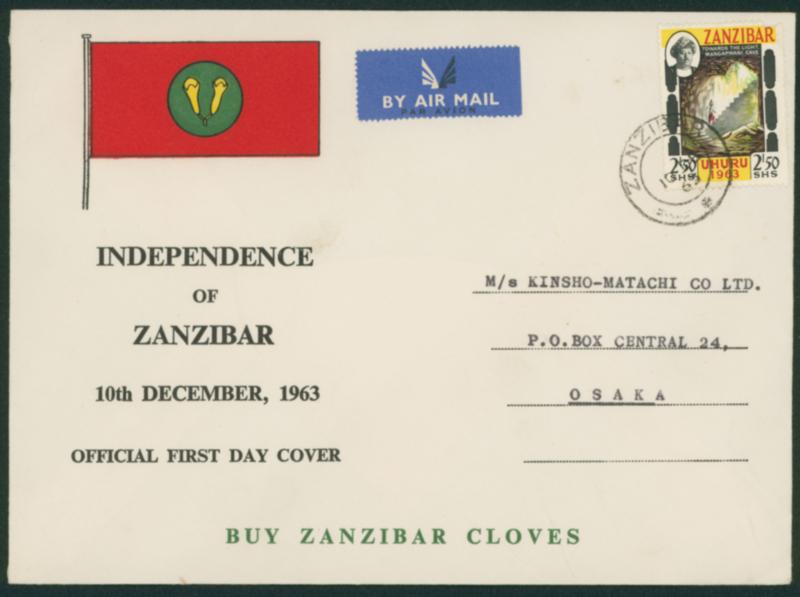 BY AIR MAIL
PAR AVION
ZANZIBAR
TOWARDS THE LIGHT
MANGAPWANI CAVE
2'50 SHS
UHURU 1963
2'50 SHS
ZANZIBAR
INDEPENDENCE
OF
ZANZIBAR
10th DECEMBER, 1963
OFFICIAL FIRST DAY COVER
M/s KINSHO-MATACHI CO LTD.
P.O.BOX CENTRAL 24,
OSAKA
BUY ZANZIBAR CLOVES